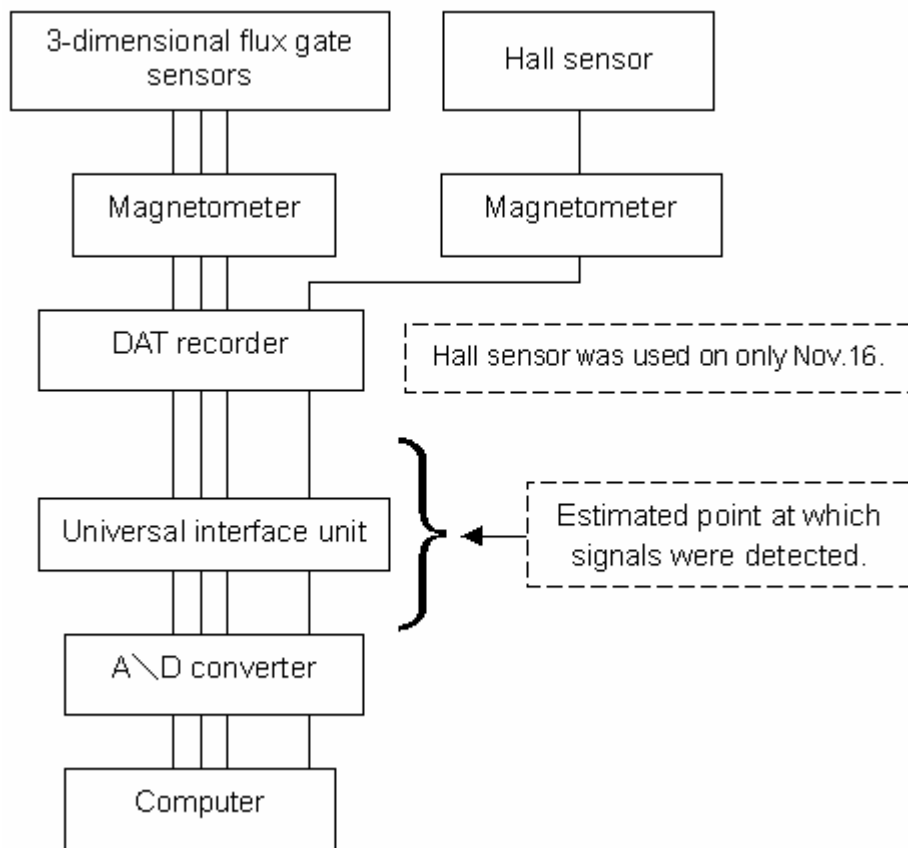 3-dimensional flux gate
sensors
Hall sensor
Magnetometer
Magnetometer
DAT recorder
Hall sensor was used on only Nov.16.
Universal interface unit
Estimated point at which
signals were detected.
A＼D converter
Computer